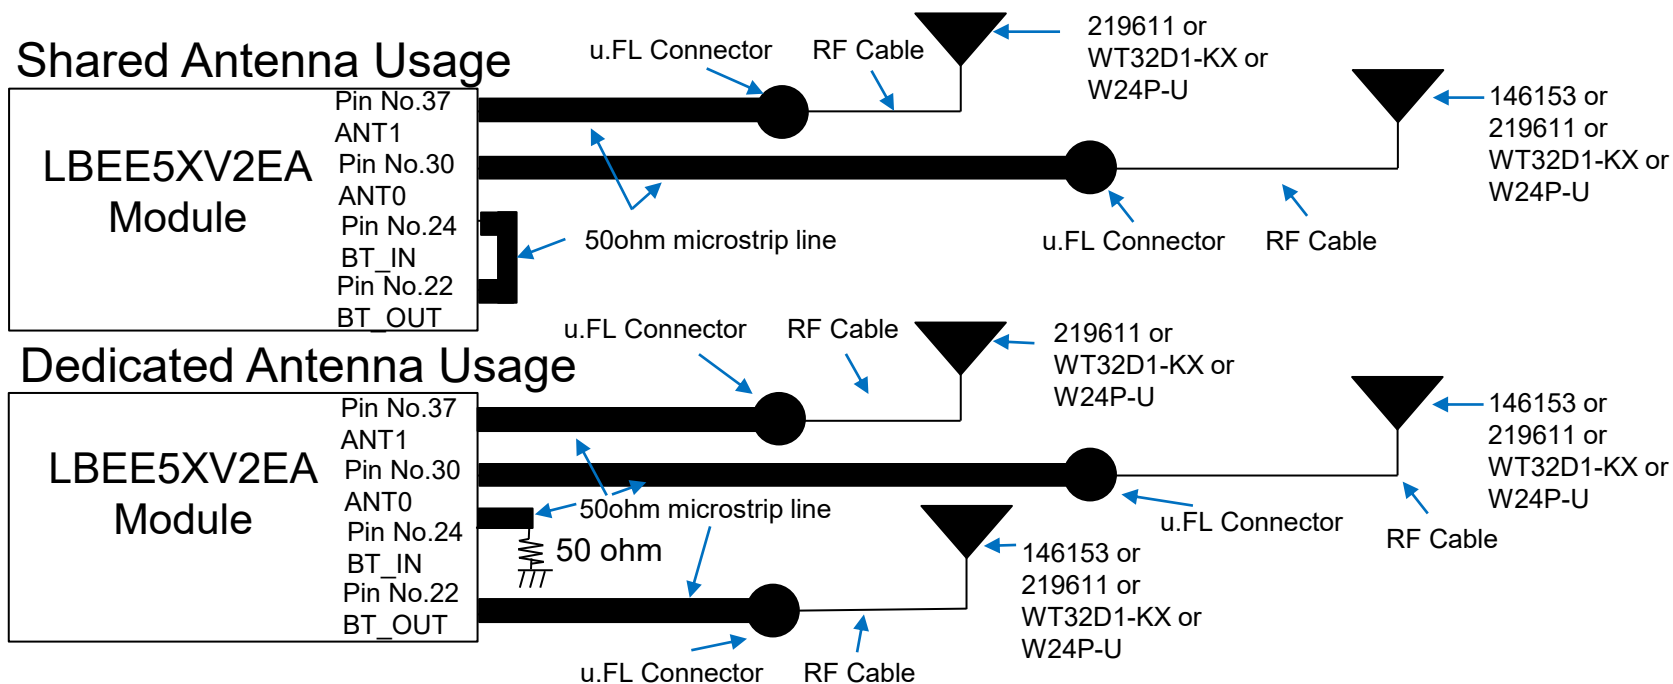 Shared Antenna Usage
u.FL Connector
RF Cable
219611 or
WT32D1-KX or
W24P-U
146153 or
219611 or
WT32D1-KX or
W24P-U
LBEE5XV2EA
Module
Pin No.37
ANT1
Pin No.30
ANT0
Pin No.24
BT_IN
Pin No.22
BT_OUT
50ohm microstrip line
u.FL Connector
RF Cable
Dedicated Antenna Usage
u.FL Connector
RF Cable
219611 or
WT32D1-KX or
W24P-U
146153 or
219611 or
WT32D1-KX or
W24P-U
LBEE5XV2EA
Module
Pin No.37
ANT1
Pin No.30
ANT0
Pin No.24
BT_IN
Pin No.22
BT_OUT
50ohm microstrip line
50 ohm
u.FL Connector
RF Cable
146153 or
219611 or
WT32D1-KX or
W24P-U
u.FL Connector
RF Cable